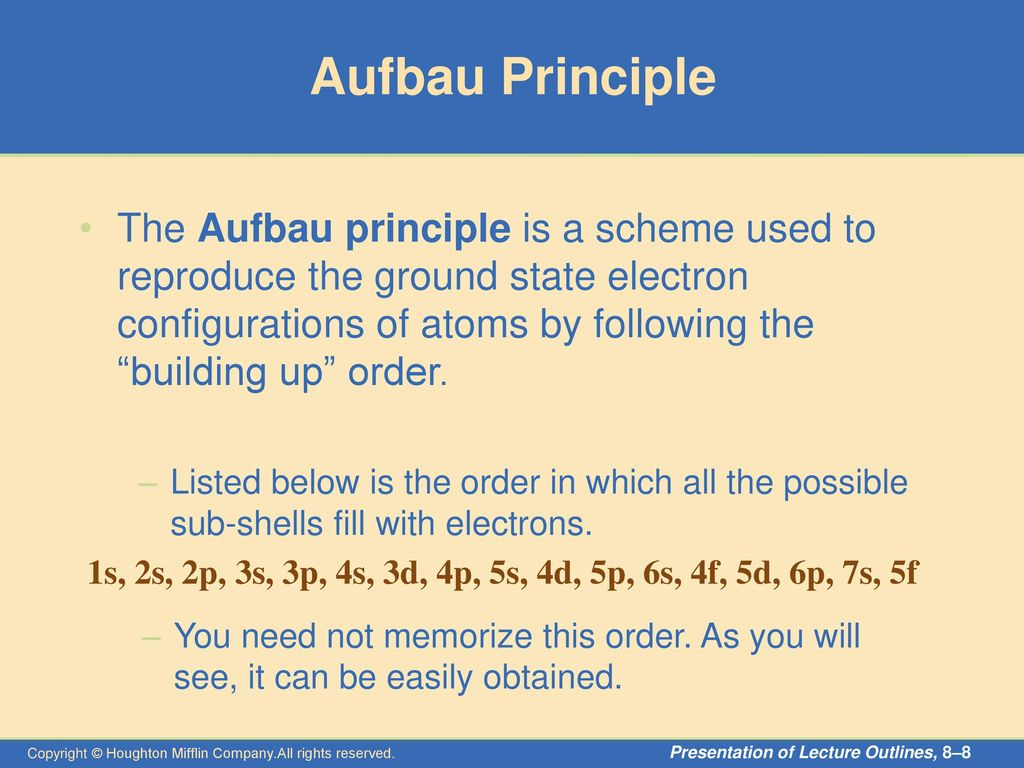 Aufbau Principle
• The Aufbau principle is a scheme used to
reproduce the ground state electron
configurations of atoms by following the
“building up” order.
– Listed below is the order in which all the possible
sub-shells fill with electrons.
1s, 2s, 2p, 3s, 3p, 4s, 3d, 4p, 5s, 4d, 5p, 6s, 4f, 5d, 6p, 7s, 5f
– You need not memorize this order. As you will
see, it can be easily obtained.
Copyright © Houghton Mifflin Company.All rights reserved.
Presentation of Lecture Outlines, 8–8